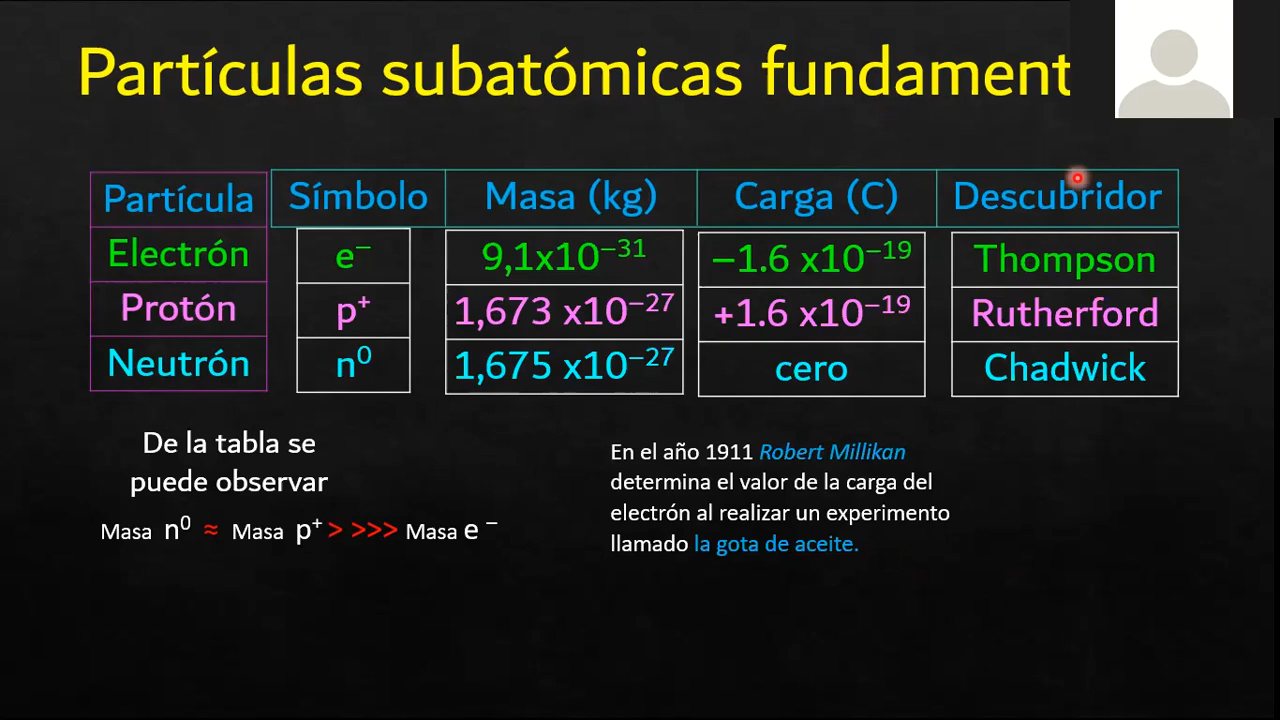 Partículas subatómicas fundament
Partícula Símbolo Masa (kg) Carga (C) Descubridor
Electrón e⁻ 9,1x10⁻³¹ −1.6 x10⁻¹⁹ Thompson
Protón p⁺ 1,673 x10⁻²⁷ +1.6 x10⁻¹⁹ Rutherford
Neutrón n⁰ 1,675 x10⁻²⁷ cero Chadwick
De la tabla se
puede observar
Masa n⁰ ≈ Masa p⁺ > >>>> Masa e ⁻
En el año 1911 Robert Millikan
determina el valor de la carga del
electrón al realizar un experimento
llamado la gota de aceite.